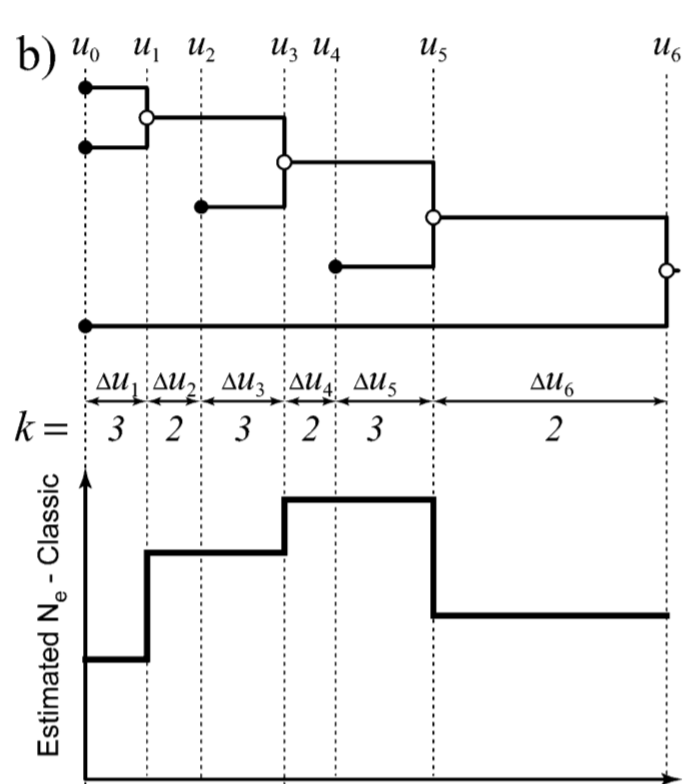 b) u₀ u₁ u₂ u₃ u₄ u₅ u₆
Δu₁ Δu₂ Δu₃ Δu₄ Δu₅ Δu₆
k = 3 2 3 2 3 2
Estimated Nₑ - Classic